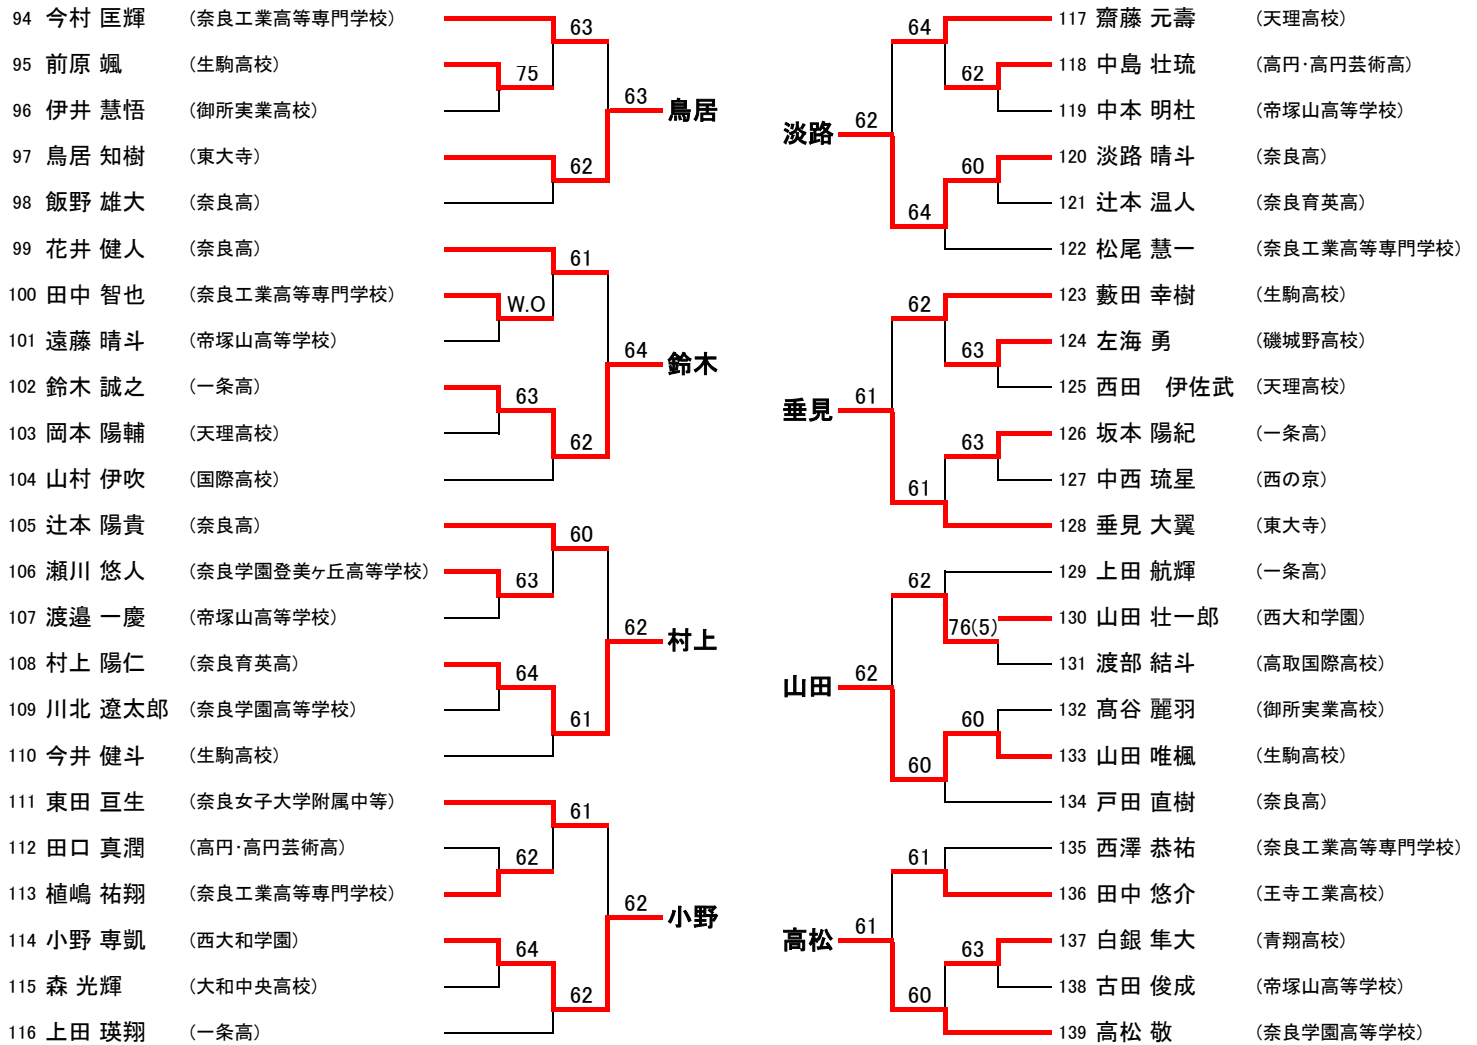 94 今村 匡輝 (奈良工業高等専門学校)
63
95 前原 颯 (生駒高校)
75
96 伊井 慧悟 (御所実業高校)
63 鳥居
97 鳥居 知樹 (東大寺)
62
98 飯野 雄大 (奈良高)
99 花井 健人 (奈良高)
61
100 田中 智也 (奈良工業高等専門学校)
W.O
101 遠藤 晴斗 (帝塚山高等学校)
64 鈴木
102 鈴木 誠之 (一条高)
63
103 岡本 陽輔 (天理高校)
62
104 山村 伊吹 (国際高校)
105 辻本 陽貴 (奈良高)
60
106 瀬川 悠人 (奈良学園登美ヶ丘高等学校)
63
107 渡邉 一慶 (帝塚山高等学校)
62 村上
108 村上 陽仁 (奈良育英高)
64
109 川北 遼太郎 (奈良学園高等学校)
61
110 今井 健斗 (生駒高校)
111 東田 亘生 (奈良女子大学附属中等)
61
112 田口 真潤 (高円・高円芸術高)
62
113 植嶋 祐翔 (奈良工業高等専門学校)
62 小野
114 小野 専凱 (西大和学園)
64
115 森 光輝 (大和中央高校)
62
116 上田 瑛翔 (一条高)
117 齋藤 元壽 (天理高校)
64
118 中島 壮琉 (高円・高円芸術高)
62
119 中本 明杜 (帝塚山高等学校)
淡路 62
120 淡路 晴斗 (奈良高)
60
121 辻本 温人 (奈良育英高)
64
122 松尾 慧一 (奈良工業高等専門学校)
123 藪田 幸樹 (生駒高校)
62
124 左海 勇 (磯城野高校)
63
125 西田 伊佐武 (天理高校)
垂見 61
126 坂本 陽紀 (一条高)
63
127 中西 琉星 (西の京)
61
128 垂見 大翼 (東大寺)
129 上田 航輝 (一条高)
62
130 山田 壮一郎 (西大和学園)
76(5)
131 渡部 結斗 (高取国際高校)
山田 62
132 髙谷 麗羽 (御所実業高校)
60
133 山田 唯楓 (生駒高校)
60
134 戸田 直樹 (奈良高)
135 西澤 恭祐 (奈良工業高等専門学校)
61
136 田中 悠介 (王寺工業高校)
高松 61
137 白銀 隼大 (青翔高校)
63
138 古田 俊成 (帝塚山高等学校)
60
139 高松 敬 (奈良学園高等学校)